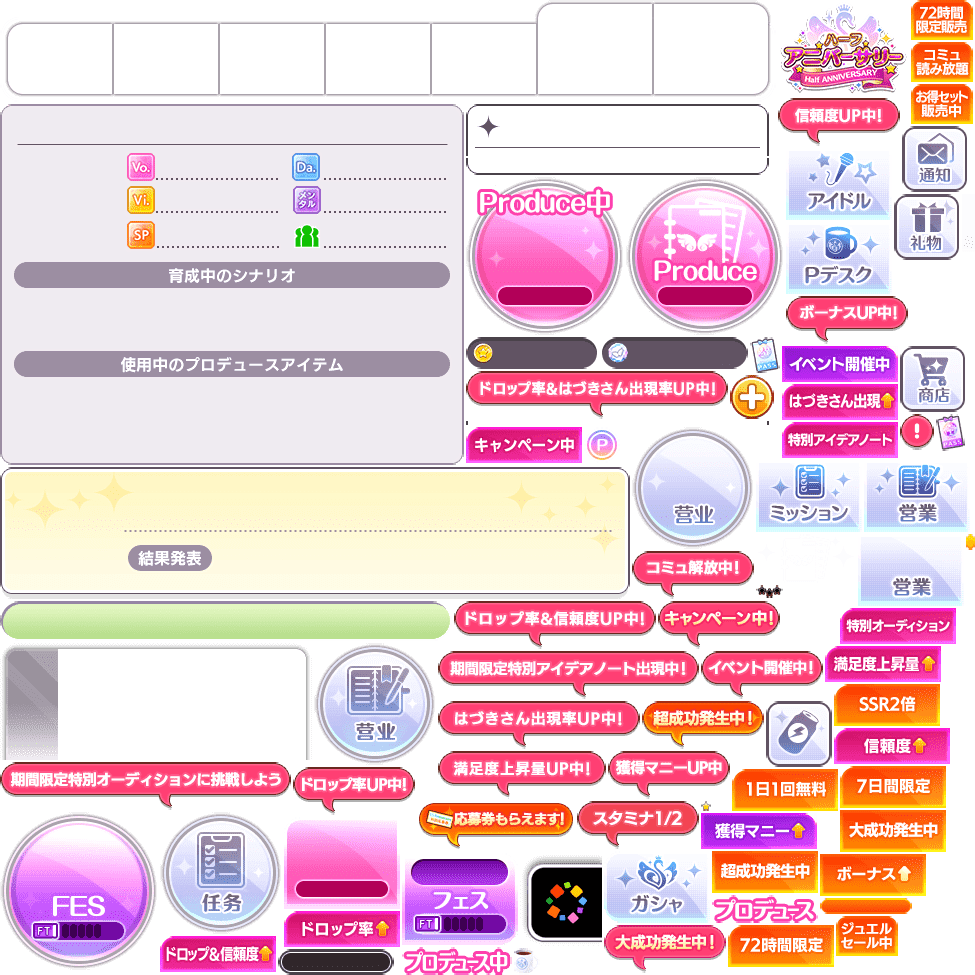 ハーフ
アニバーサリー
Half ANNIVERSARY
72時間
限定販売
コミュ
読み放題
お得セット
販売中
信頼度UP中!
通知
アイドル
礼物
Pデスク
Vo.
Da.
Vi.
メン
タル
SP
育成中のシナリオ
使用中のプロデュースアイテム
Produce中
Produce
ボーナスUP中!
イベント開催中
はづきさん出現
特別アイデアノート
商店
PASS
PASS
ドロップ率&はづきさん出現率UP中!
キャンペーン中
P
营业
ミッション
営業
営業
結果発表
コミュ解放中!
ドロップ率&信頼度UP中!
キャンペーン中!
特別オーディション
期間限定特別アイデアノート出現中!
イベント開催中!
満足度上昇量
はづきさん出現率UP中!
超成功発生中!
SSR2倍
信頼度
营业
満足度上昇量UP中!
獲得マニーUP中
期間限定特別オーディションに挑戦しよう
ドロップ率UP中!
1日1回無料
7日間限定
応募券もらえます!
スタミナ1/2
獲得マニー
大成功発生中
FES
FT
任务
フェス
FT
ガシャ
超成功発生中
ボーナス
プロデュース
ドロップ率
ドロップ&信頼度
プロデュース中
大成功発生中!
72時間限定
ジュエル
セール中